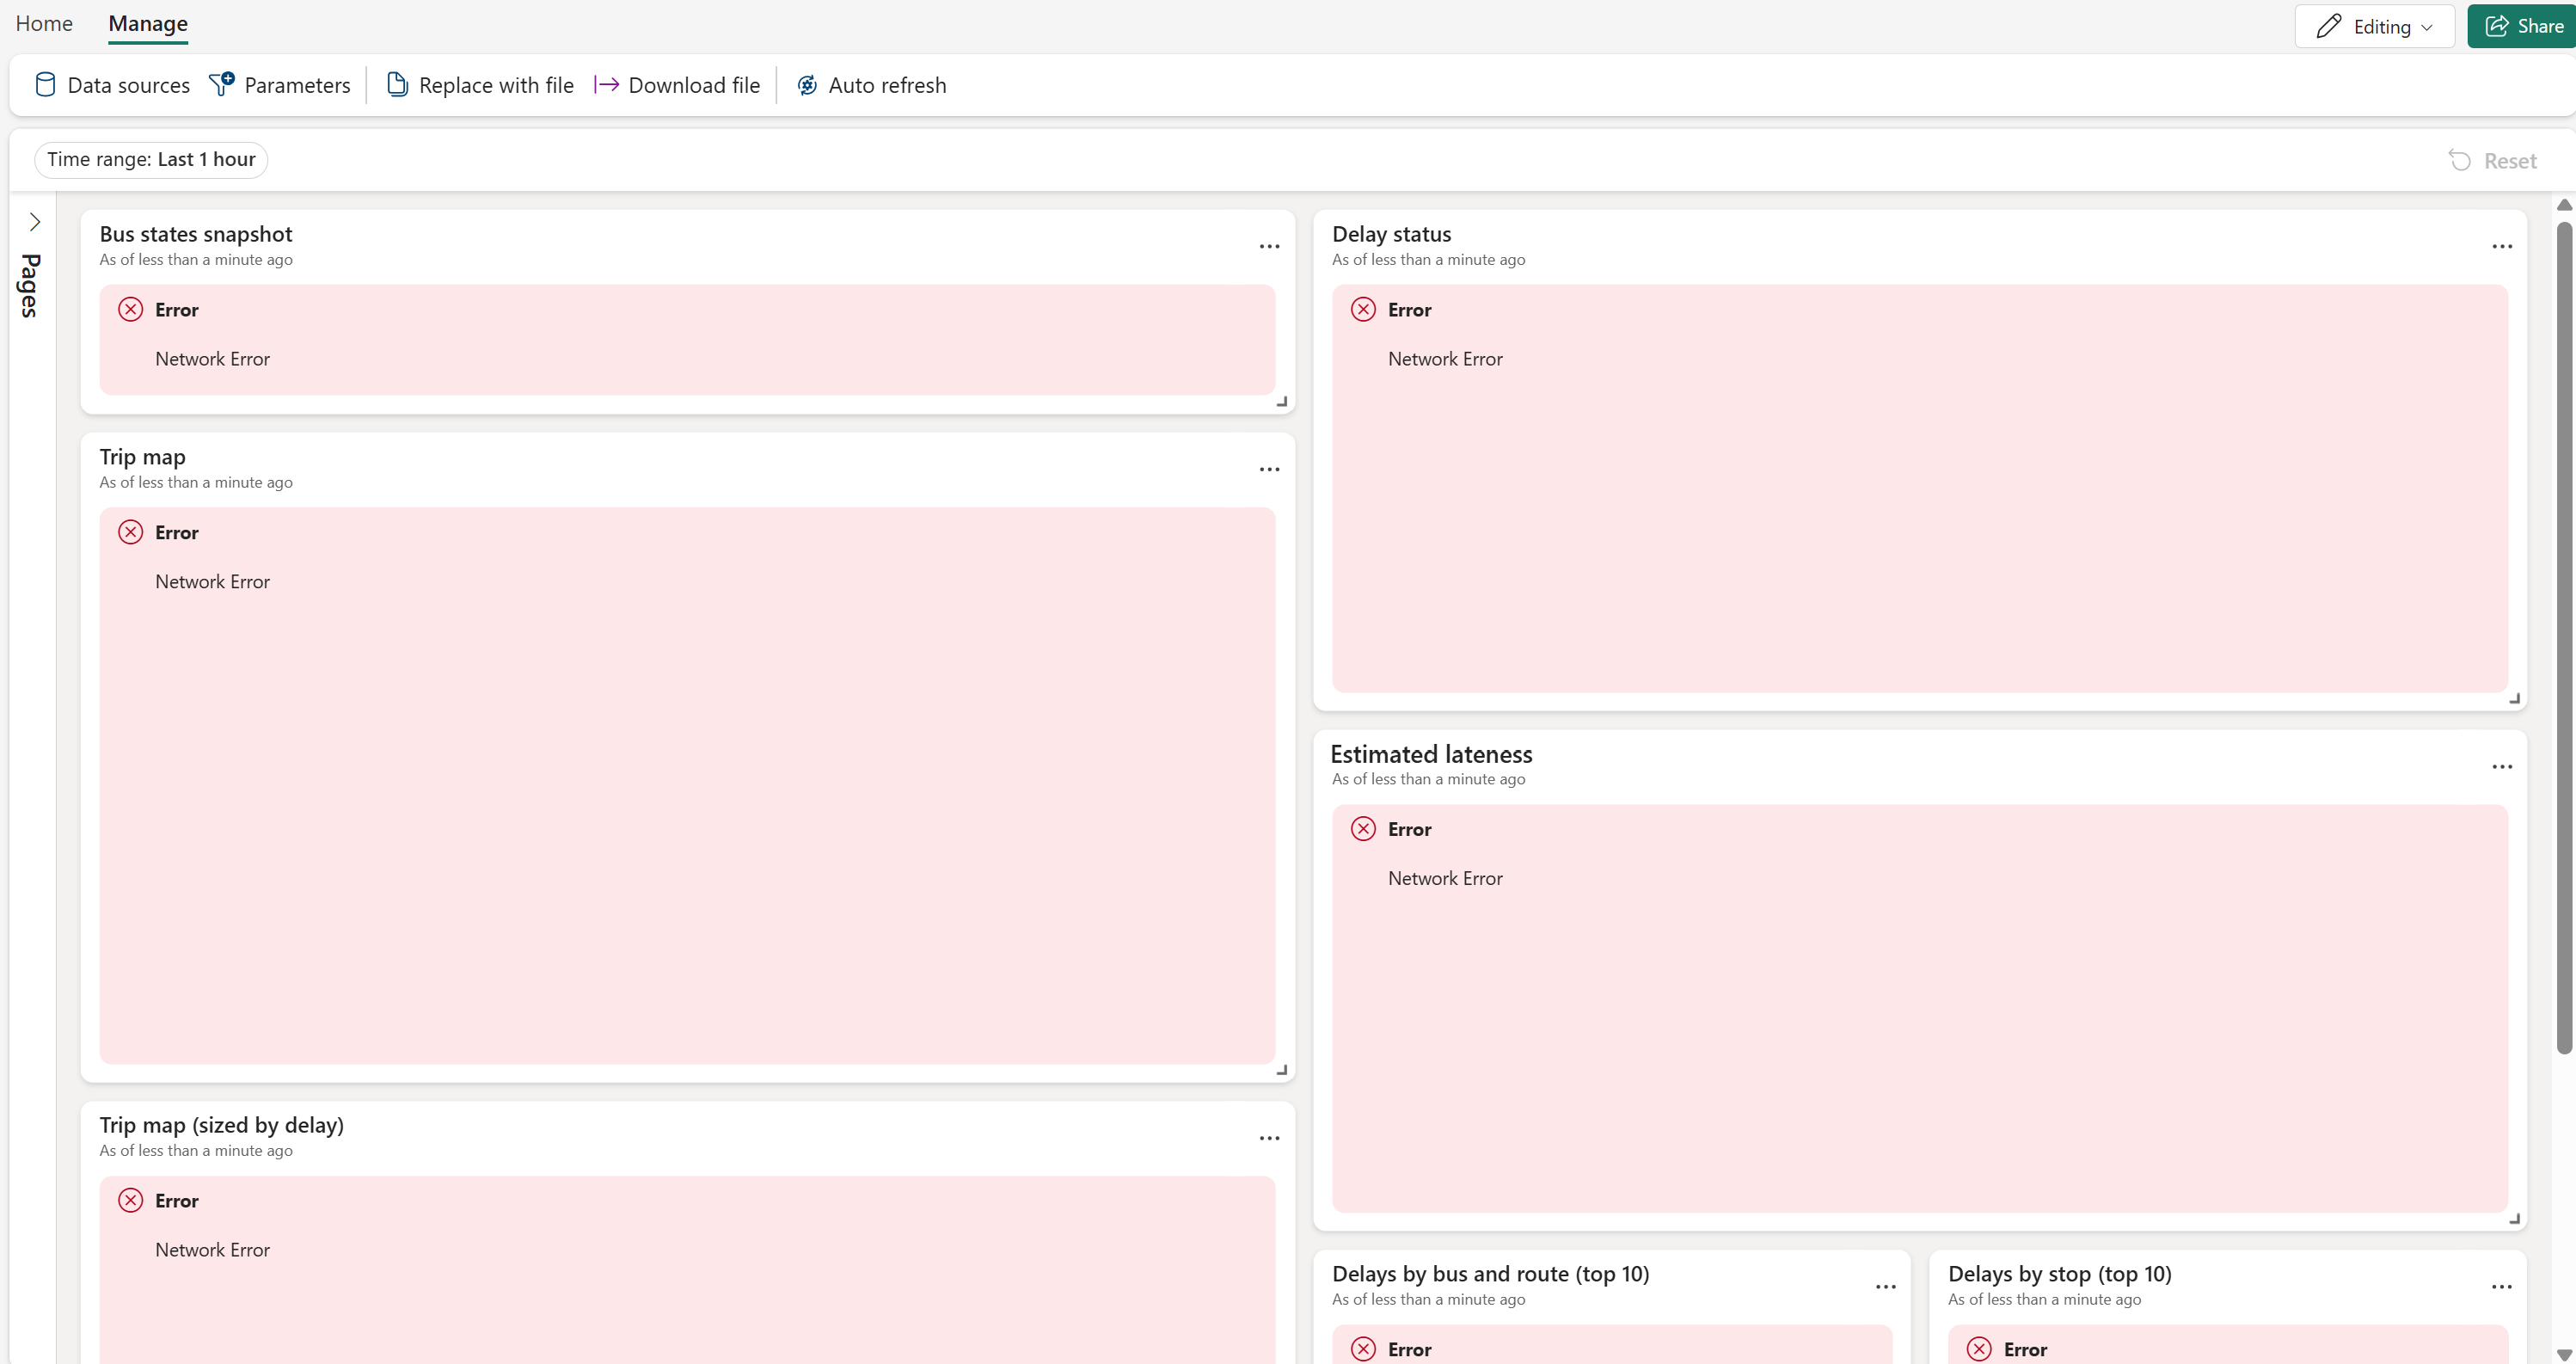 Home
Manage
Editing
Share
Data sources
Parameters
Replace with file
Download file
Auto refresh
Time range: Last 1 hour
Reset
Pages
Bus states snapshot
As of less than a minute ago
Error
Network Error
Delay status
As of less than a minute ago
Error
Network Error
Trip map
As of less than a minute ago
Error
Network Error
Estimated lateness
As of less than a minute ago
Error
Network Error
Trip map (sized by delay)
As of less than a minute ago
Error
Network Error
Delays by bus and route (top 10)
As of less than a minute ago
Error
Delays by stop (top 10)
As of less than a minute ago
Error